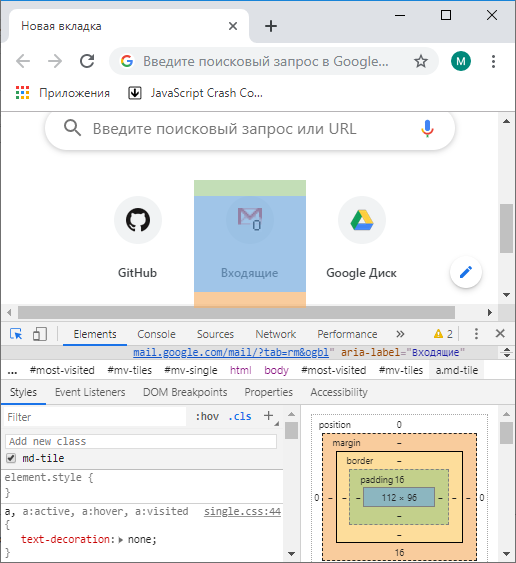 Новая вкладка
Введите поисковый запрос в Google...
M
Приложения JavaScript Crash Co...
Введите поисковый запрос или URL
0
GitHub Входящие Google Диск
Elements Console Sources Network Performance » 2
mail.google.com/mail/?tab=rm&ogbl" aria-label="Входящие"
... #most-visited #mv-tiles #mv-single html body #most-visited #mv-tiles a.md-tile
Styles Event Listeners DOM Breakpoints Properties Accessibility
Filter :hov .cls +
Add new class
md-tile
element.style {
}
a, a:active, a:hover, a:visited single.css:44
{
text-decoration: none;
}
position 0
margin –
border –
padding 16
0 – – – 112 × 96 – – – 0
–
–
16